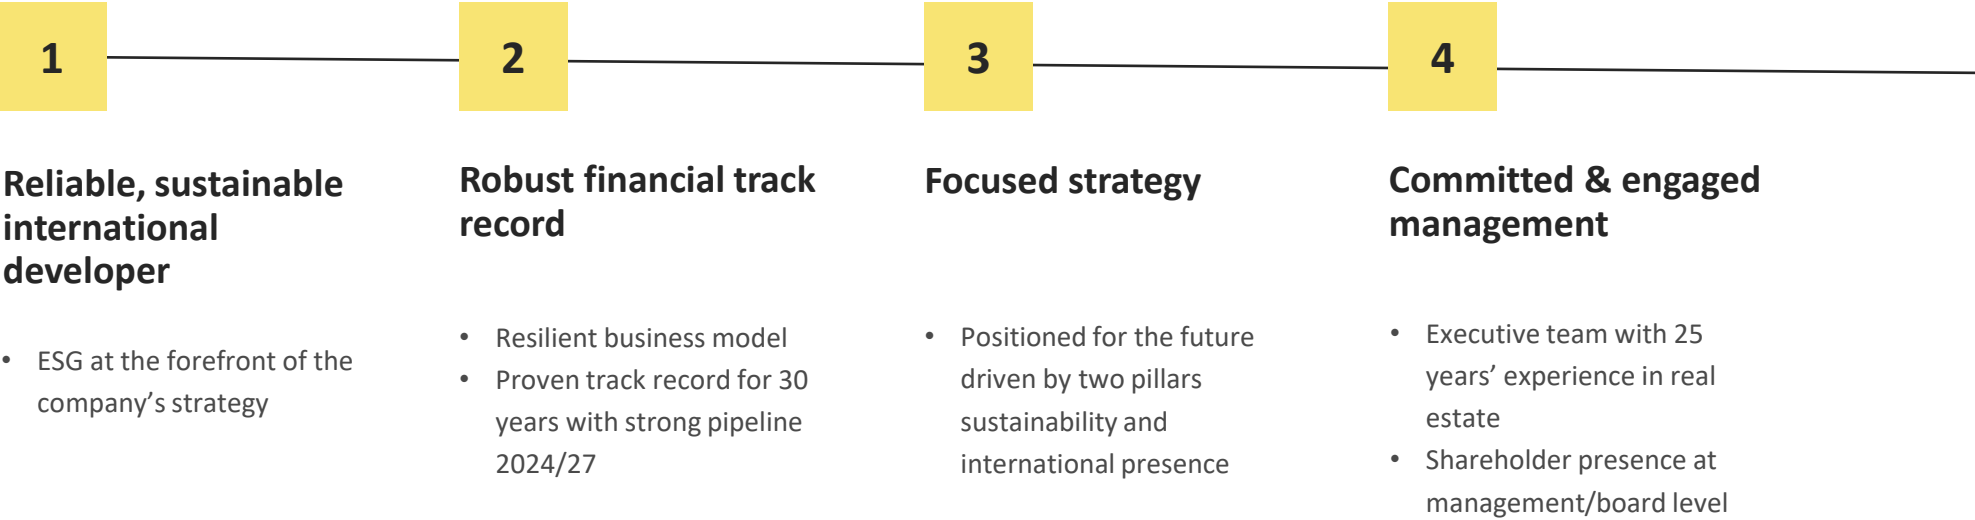 1
Reliable, sustainable
international
developer
• ESG at the forefront of the
company’s strategy
2
Robust financial track
record
• Resilient business model
• Proven track record for 30
years with strong pipeline
2024/27
3
Focused strategy
• Positioned for the future
driven by two pillars
sustainability and
international presence
4
Committed & engaged
management
• Executive team with 25
years’ experience in real
estate
• Shareholder presence at
management/board level